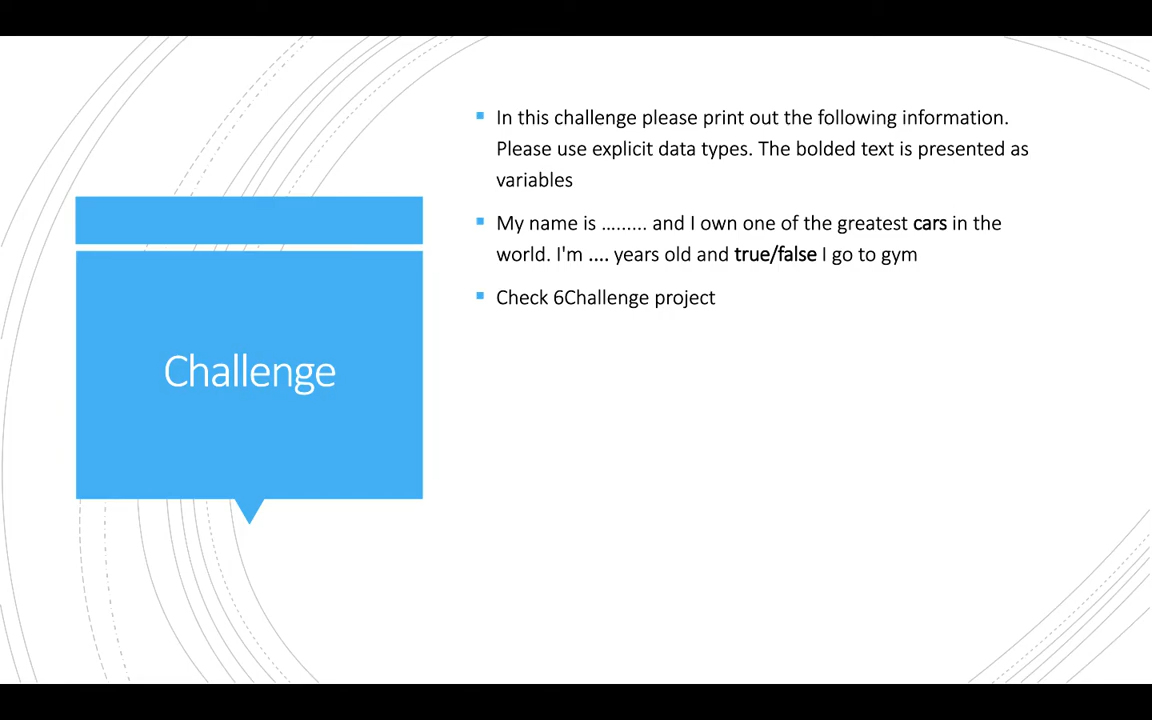 Challenge
In this challenge please print out the following information.
Please use explicit data types. The bolded text is presented as
variables
My name is ......... and I own one of the greatest cars in the
world. I'm .... years old and true/false I go to gym
Check 6Challenge project